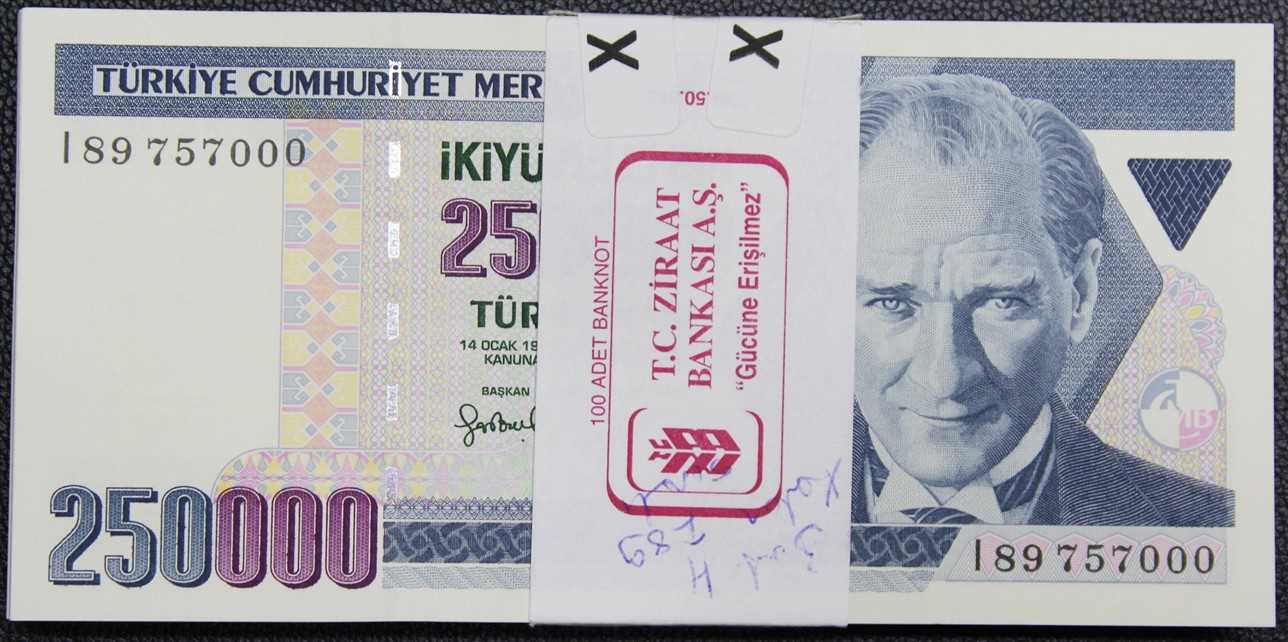 TÜRKİYE CUMHURİYET MER
I89 757000
İKİYÜ
25
TÜR
14 OCAK 19
KANUNA
BAŞKAN
250000
I89 757000
X X
100 ADET BANKNOT
T.C. ZİRAAT
BANKASI A.Ş.
"Gücüne Erişilmez"